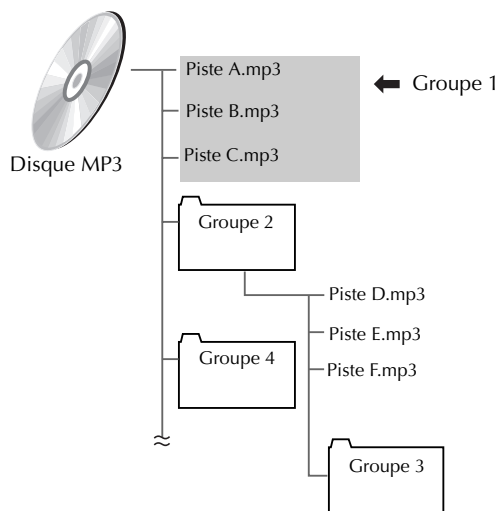 Piste A.mp3
Groupe 1
Piste B.mp3
Piste C.mp3
Disque MP3
Groupe 2
Piste D.mp3
Piste E.mp3
Groupe 4
Piste F.mp3
Groupe 3